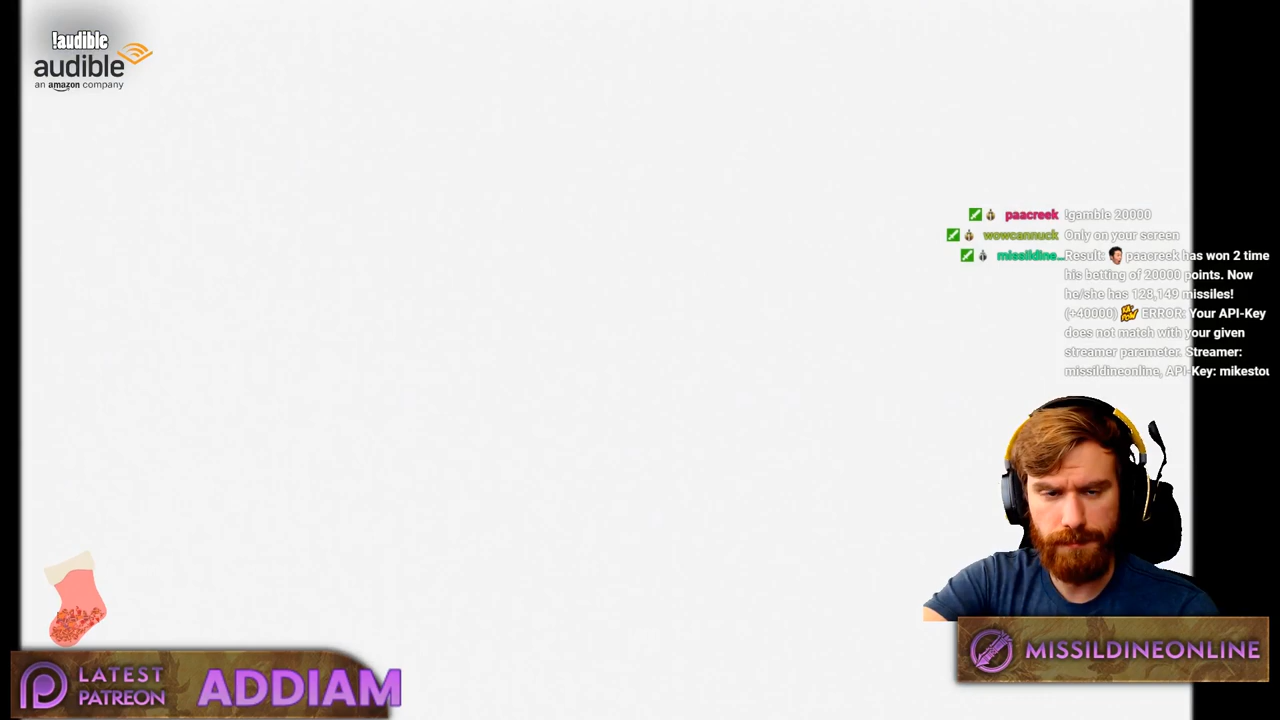 !audible
audible
an amazon company
paacreek !gamble 20000
wowcannuck Only on your screen
missildine... Result: paacreek has won 2 time
his betting of 20000 points. Now
he/she has 128,149 missiles!
(+40000) ERROR: Your API-Key
does not match with your given
streamer parameter. Streamer:
missildineonline, API-Key: mikestou
MISSILDINEONLINE
LATEST
PATREON
ADDIAM